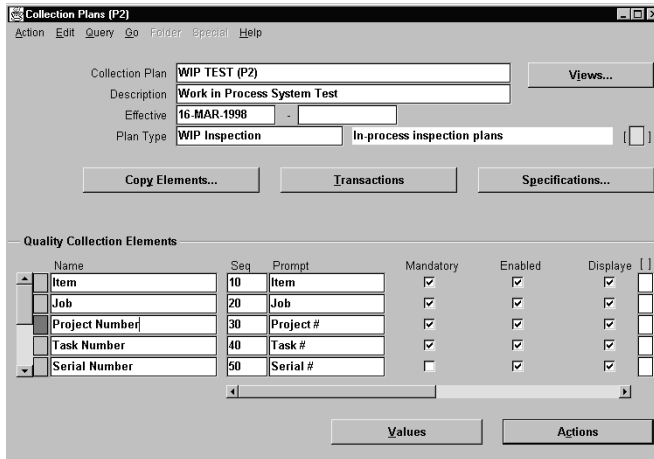 Collection Plans (P2)
Action Edit Query Go Folder Special Help
Collection Plan WIP TEST (P2) Views...
Description Work in Process System Test
Effective 16-MAR-1998 -
Plan Type WIP Inspection In-process inspection plans [ ]
Copy Elements... Transactions Specifications...
Quality Collection Elements
Name Seq Prompt Mandatory Enabled Displaye [ ]
Item 10 Item
Job 20 Job
Project Number 30 Project #
Task Number 40 Task #
Serial Number 50 Serial #
Values Actions